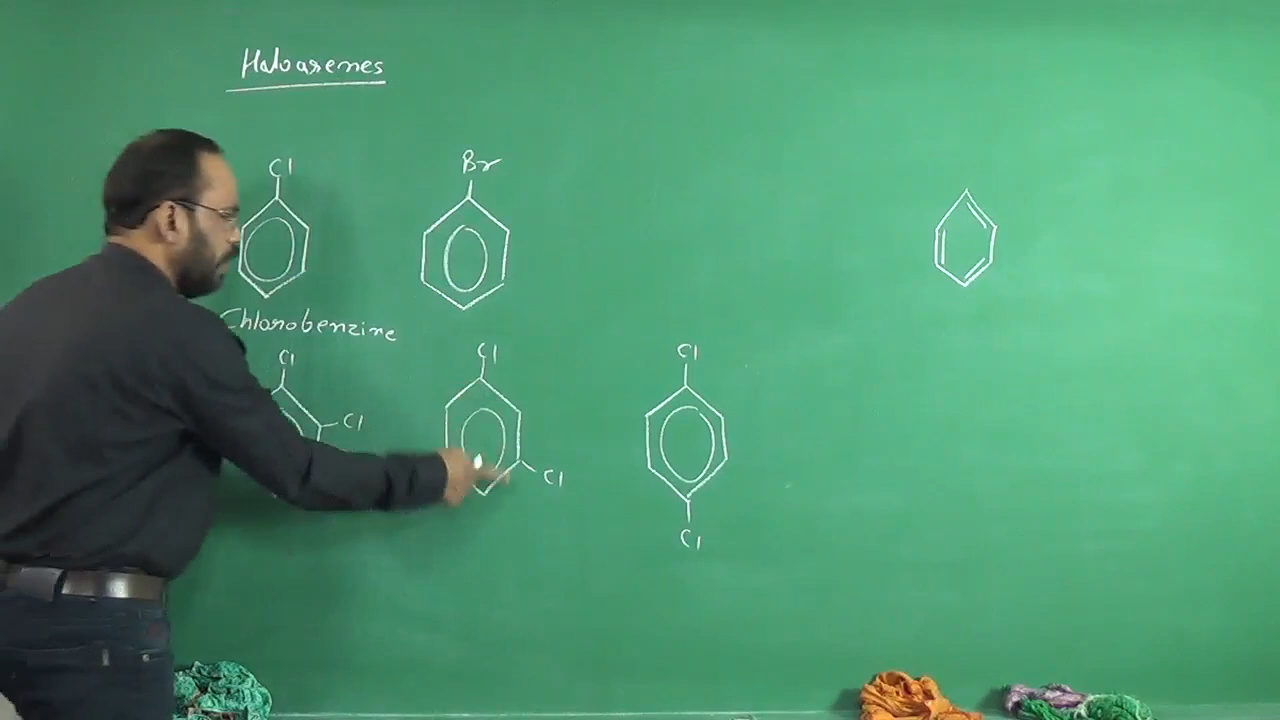 Haloarenes
Cl Br
Chlorobenzine
Cl Cl Cl
Cl
Cl
Cl